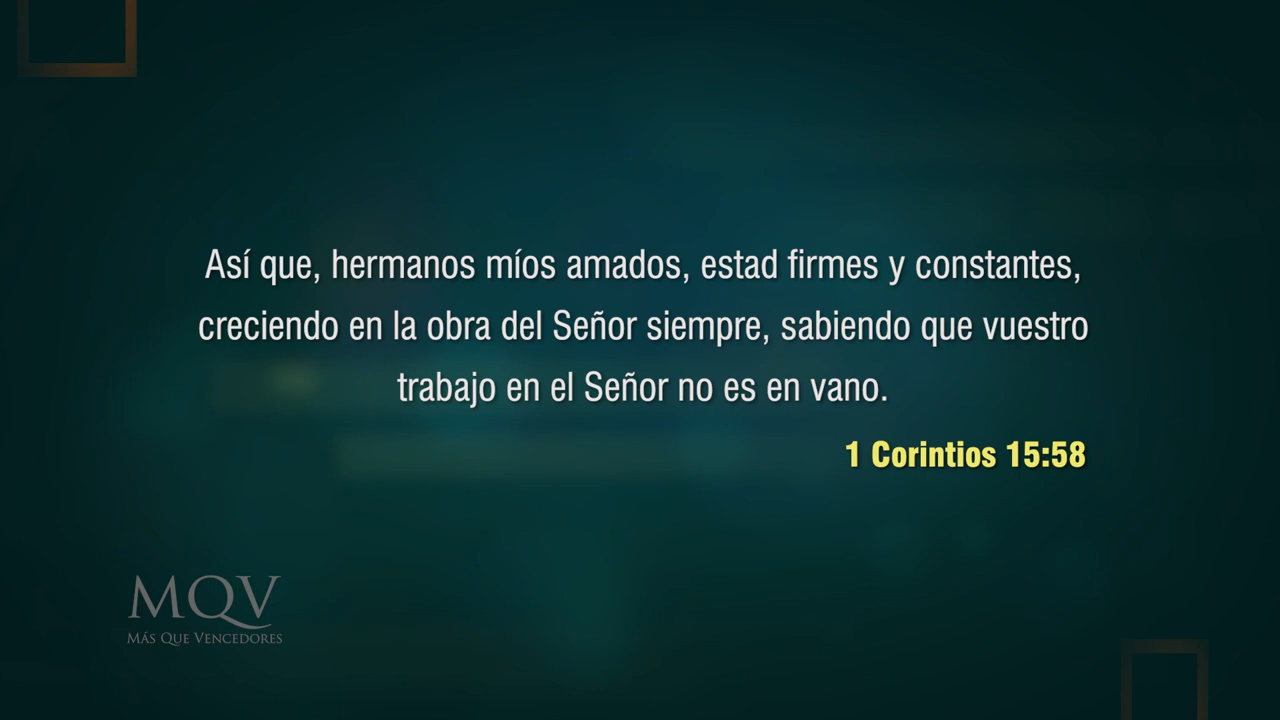 Así que, hermanos míos amados, estad firmes y constantes,
creciendo en la obra del Señor siempre, sabiendo que vuestro
trabajo en el Señor no es en vano.
1 Corintios 15:58
MQV
MÁS QUE VENCEDORES